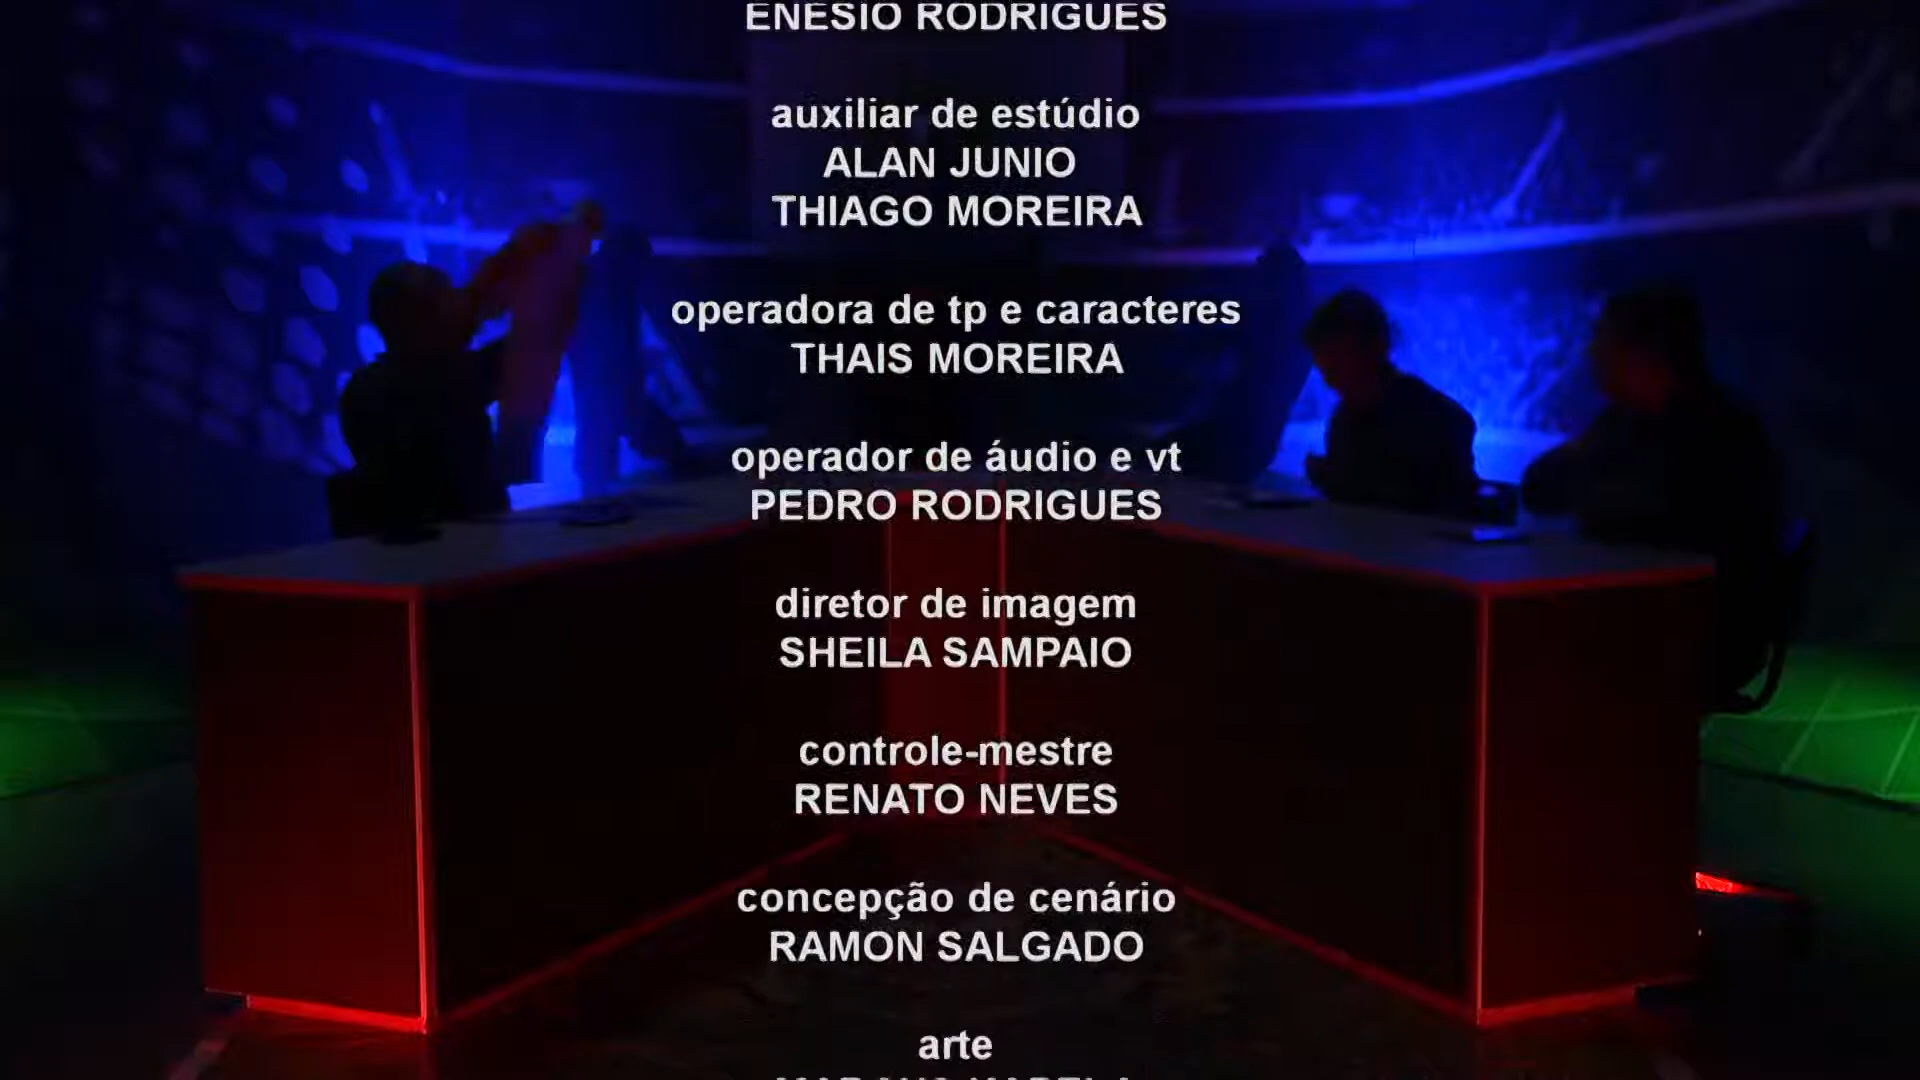 ENESIO RODRIGUES
auxiliar de estúdio
ALAN JUNIO
THIAGO MOREIRA
operadora de tp e caracteres
THAIS MOREIRA
operador de áudio e vt
PEDRO RODRIGUES
diretor de imagem
SHEILA SAMPAIO
controle-mestre
RENATO NEVES
concepção de cenário
RAMON SALGADO
arte